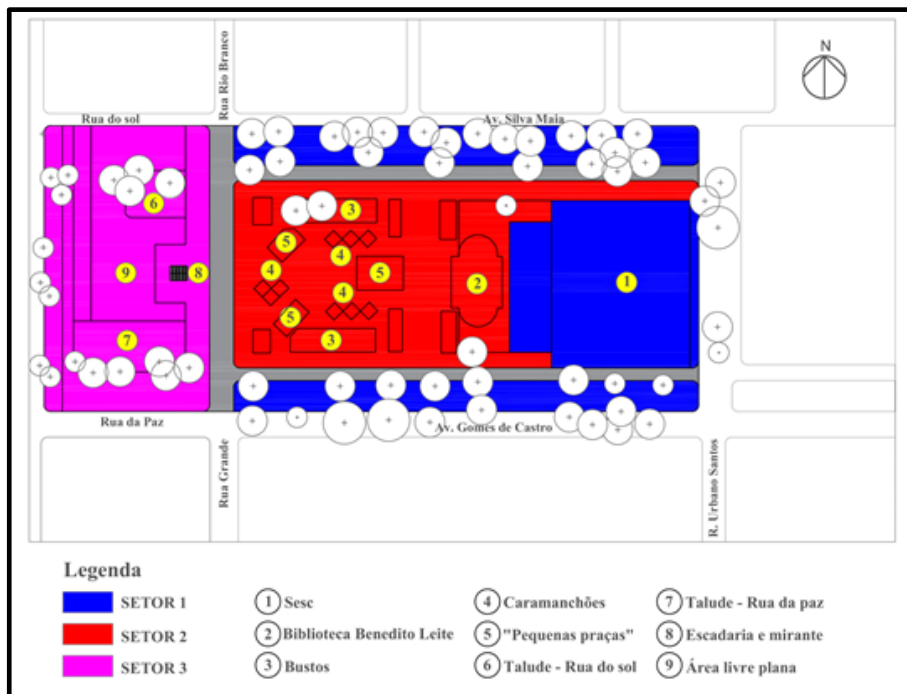 N
Rua Rio Branco
Rua do sol
Av. Silva Maia
6
3
5
4
5
9
8
4
2
1
4
5
7
3
Rua da Paz
Av. Gomes de Castro
Rua Grande
R. Urbano Santos
Legenda
SETOR 1
SETOR 2
SETOR 3
1 Sesc
2 Biblioteca Benedito Leite
3 Bustos
4 Caramanchões
5 "Pequenas praças"
6 Talude - Rua do sol
7 Talude - Rua da paz
8 Escadaria e mirante
9 Área livre plana